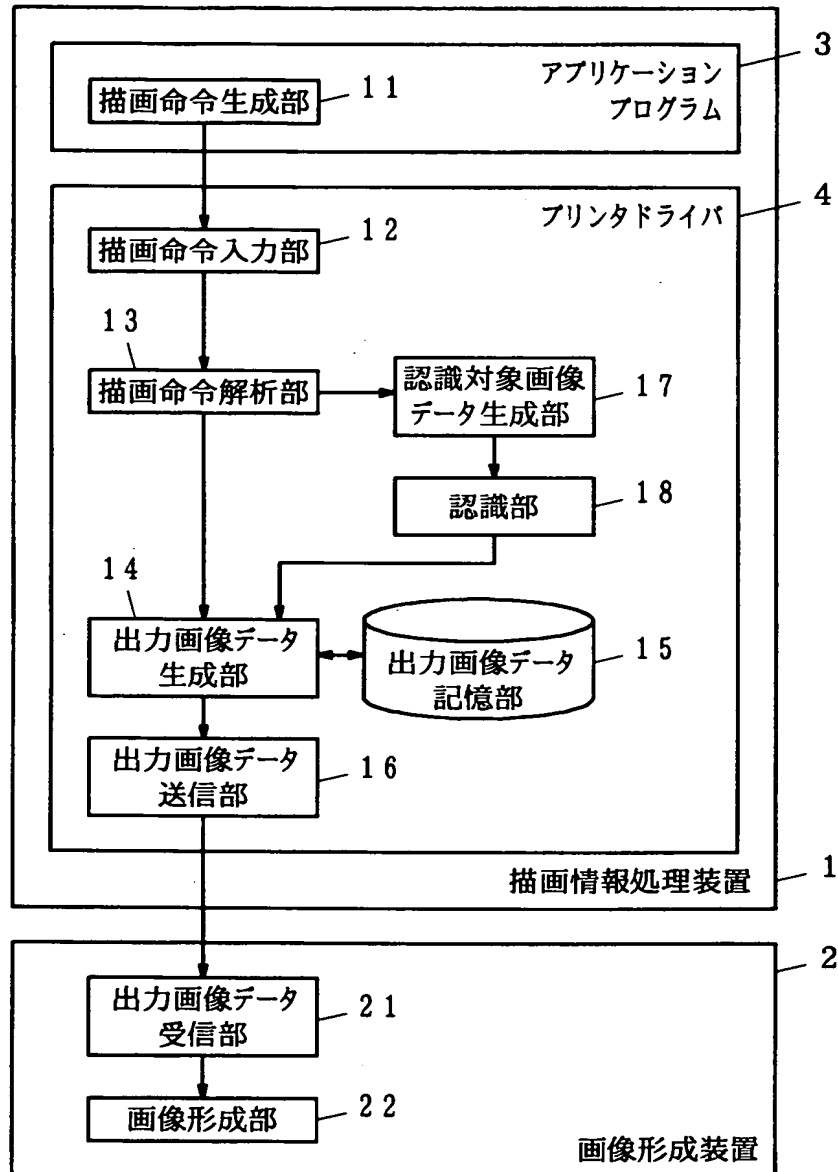 3
アプリケーション
プログラム
描画命令生成部
11
4
プリンタドライバ
描画命令入力部
12
13
描画命令解析部
認識対象画像
データ生成部
17
認識部
18
14
出力画像データ
生成部
出力画像データ
記憶部
15
出力画像データ
送信部
16
描画情報処理装置
1
2
出力画像データ
受信部
21
画像形成部
22
画像形成装置